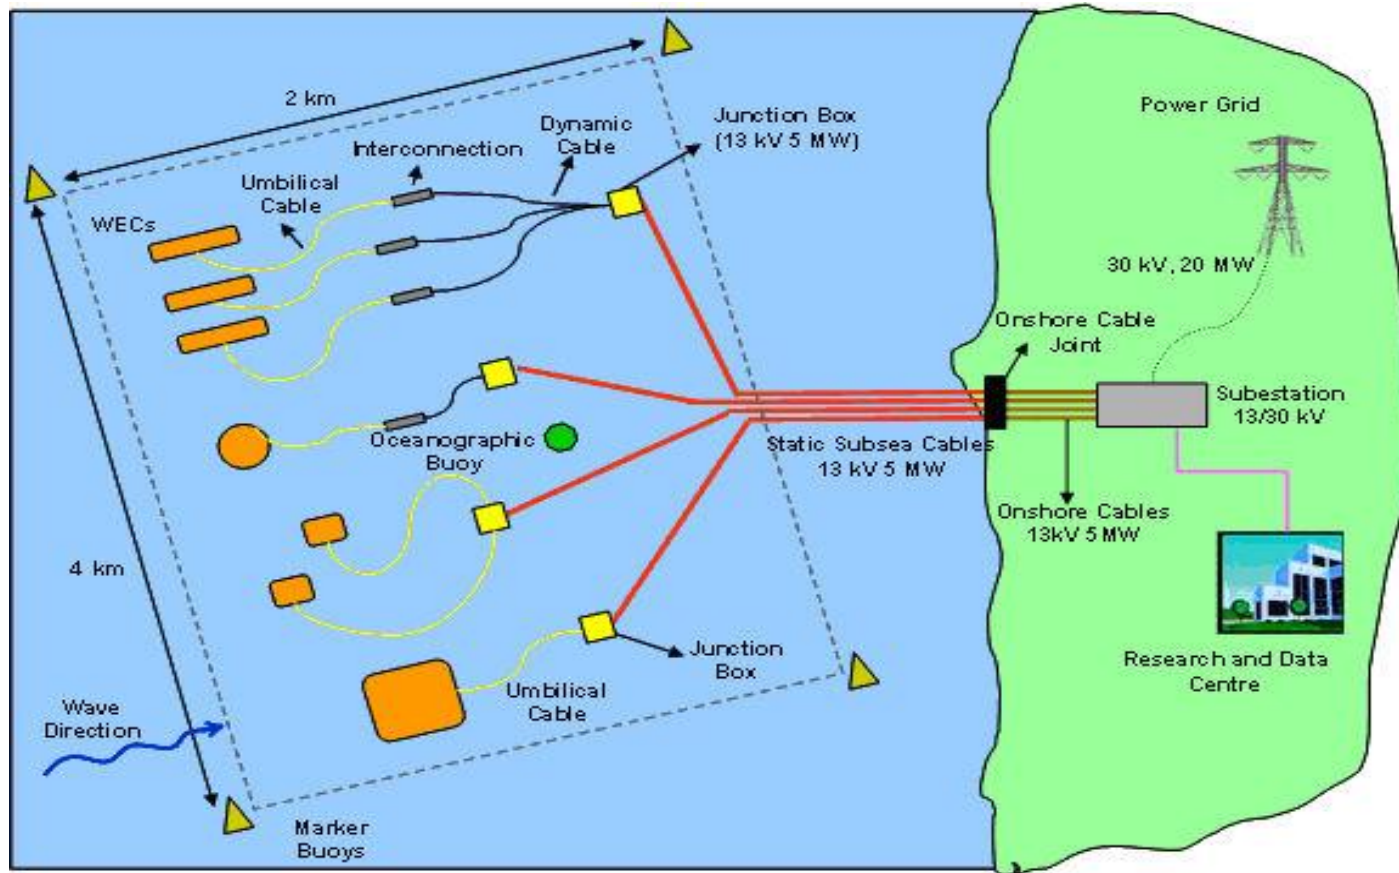 2 km
Power Grid
Junction Box
(13 kV 5 MW)
Dynamic
Cable
Interconnection
Umbilical
Cable
WECs
30 kV, 20 MW
Onshore Cable
Joint
Subestation
13/30 kV
Oceanographic
Buoy
Static Subsea Cables
13 kV 5 MW
Onshore Cables
13kV 5 MW
4 km
Junction
Box
Research and Data
Centre
Umbilical
Cable
Wave
Direction
Marker
Buoys